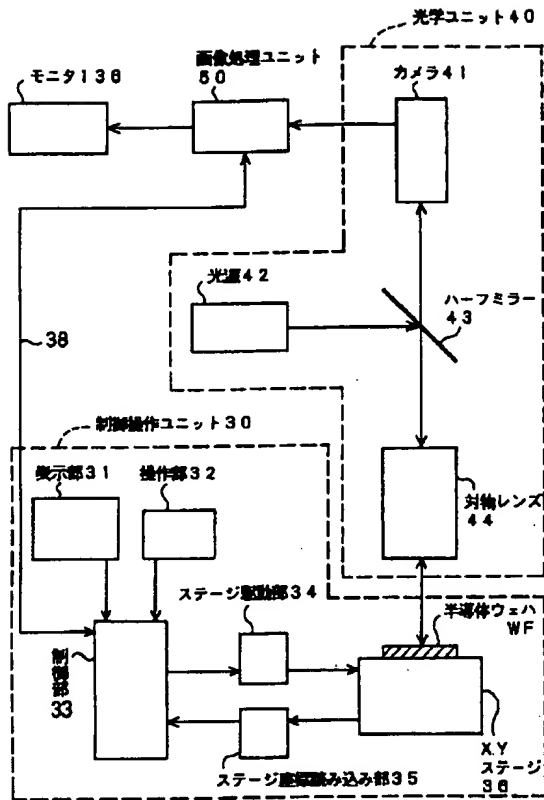 光学ユニット40
画像処理ユニット
50
カメラ41
モニタ136
光源42
ハーフミラー
43
38
制御操作ユニット30
表示部31
操作部32
対物レンズ
44
ステージ駆動部34
半導体ウェハ
WF
制御部
33
X.Y
ステージ
36
ステージ座標読み込み部35